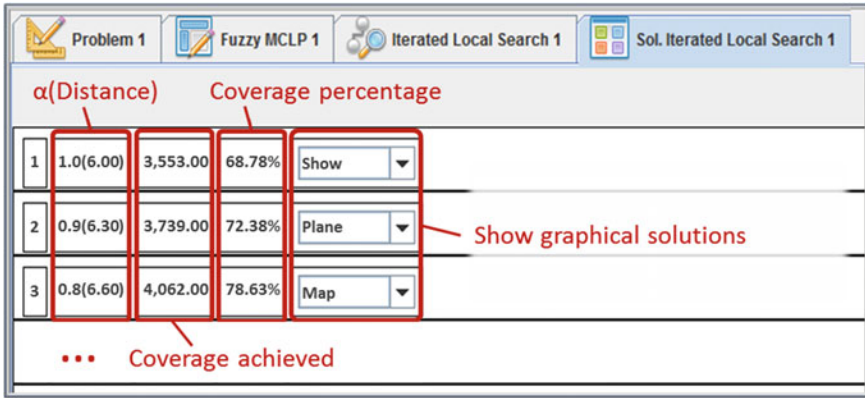 Problem 1 Fuzzy MCLP 1 Iterated Local Search 1 Sol. Iterated Local Search 1
α(Distance) Coverage percentage
1 1.0(6.00) 3,553.00 68.78% Show
2 0.9(6.30) 3,739.00 72.38% Plane
Show graphical solutions
3 0.8(6.60) 4,062.00 78.63% Map
... Coverage achieved